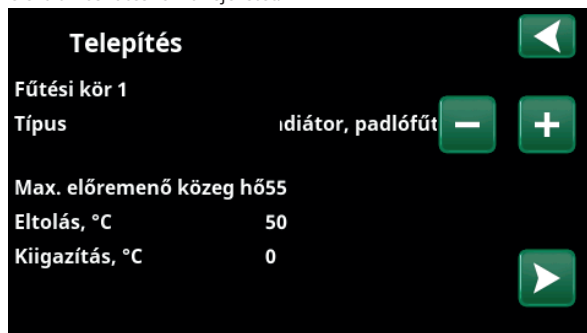 Telepítés
Fűtési kör 1
Típus diátor, padlófűt
Max. előremenő közeg hő55
Eltolás, °C 50
Kiigazítás, °C 0